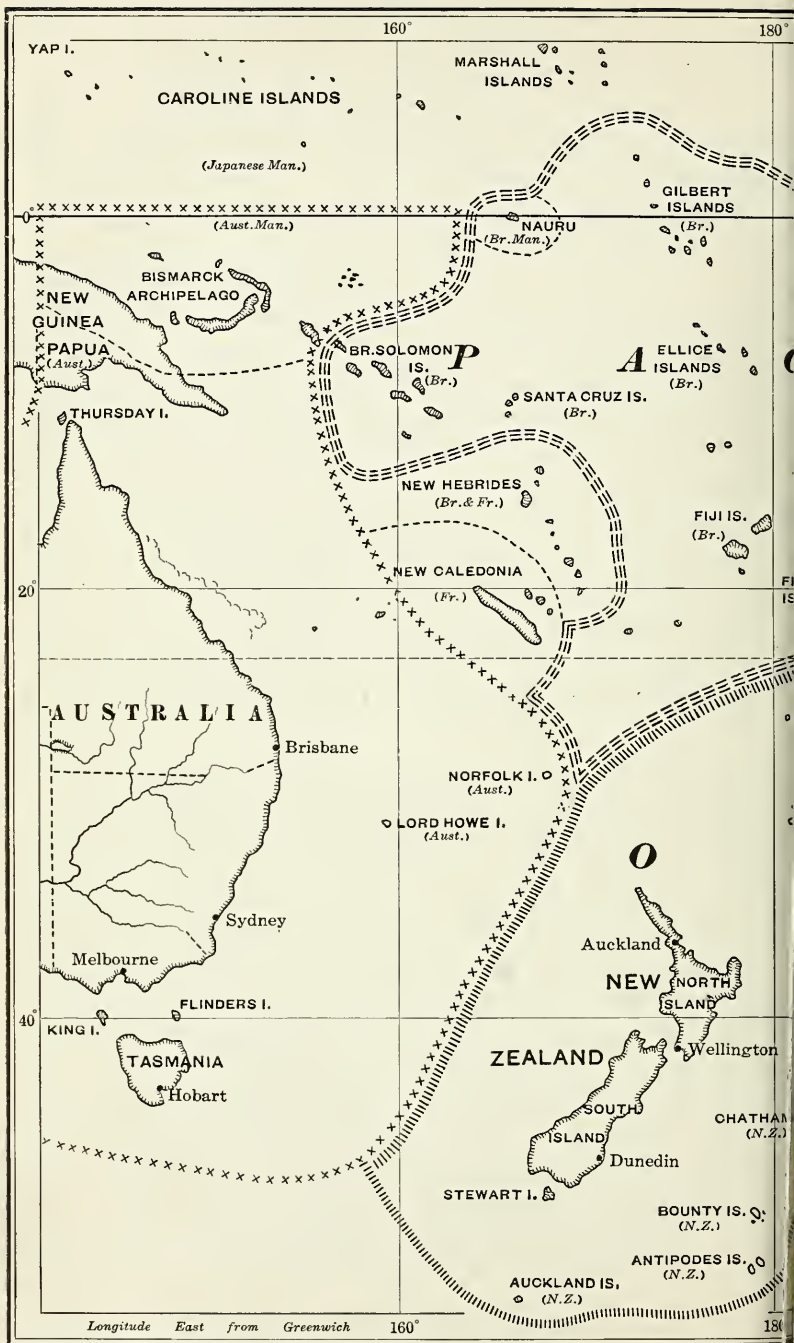 160°
180°
YAP I.
MARSHALL
ISLANDS
CAROLINE ISLANDS
(Japanese Man.)
GILBERT
ISLANDS
(Br.)
0°
(Aust.Man.)
NAURU
(Br.Man.)
BISMARCK
ARCHIPELAGO
NEW
GUINEA
PAPUA
(Aust.)
BR.SOLOMON
IS.
(Br.)
P
A
ELLICE
ISLANDS
(Br.)
THURSDAY I.
SANTA CRUZ IS.
(Br.)
NEW HEBRIDES
(Br.& Fr.)
FIJI IS.
(Br.)
NEW CALEDONIA
(Fr.)
20°
AUSTRALIA
Brisbane
NORFOLK I.
(Aust.)
LORD HOWE I.
(Aust.)
O
Sydney
Auckland
Melbourne
NEW
NORTH
ISLAND
FLINDERS I.
40°
KING I.
TASMANIA
ZEALAND
Wellington
Hobart
SOUTH
ISLAND
CHATHAM
(N.Z.)
Dunedin
STEWART I.
BOUNTY IS.
(N.Z.)
ANTIPODES IS.
(N.Z.)
AUCKLAND IS.
(N.Z.)
Longitude East from Greenwich
160°